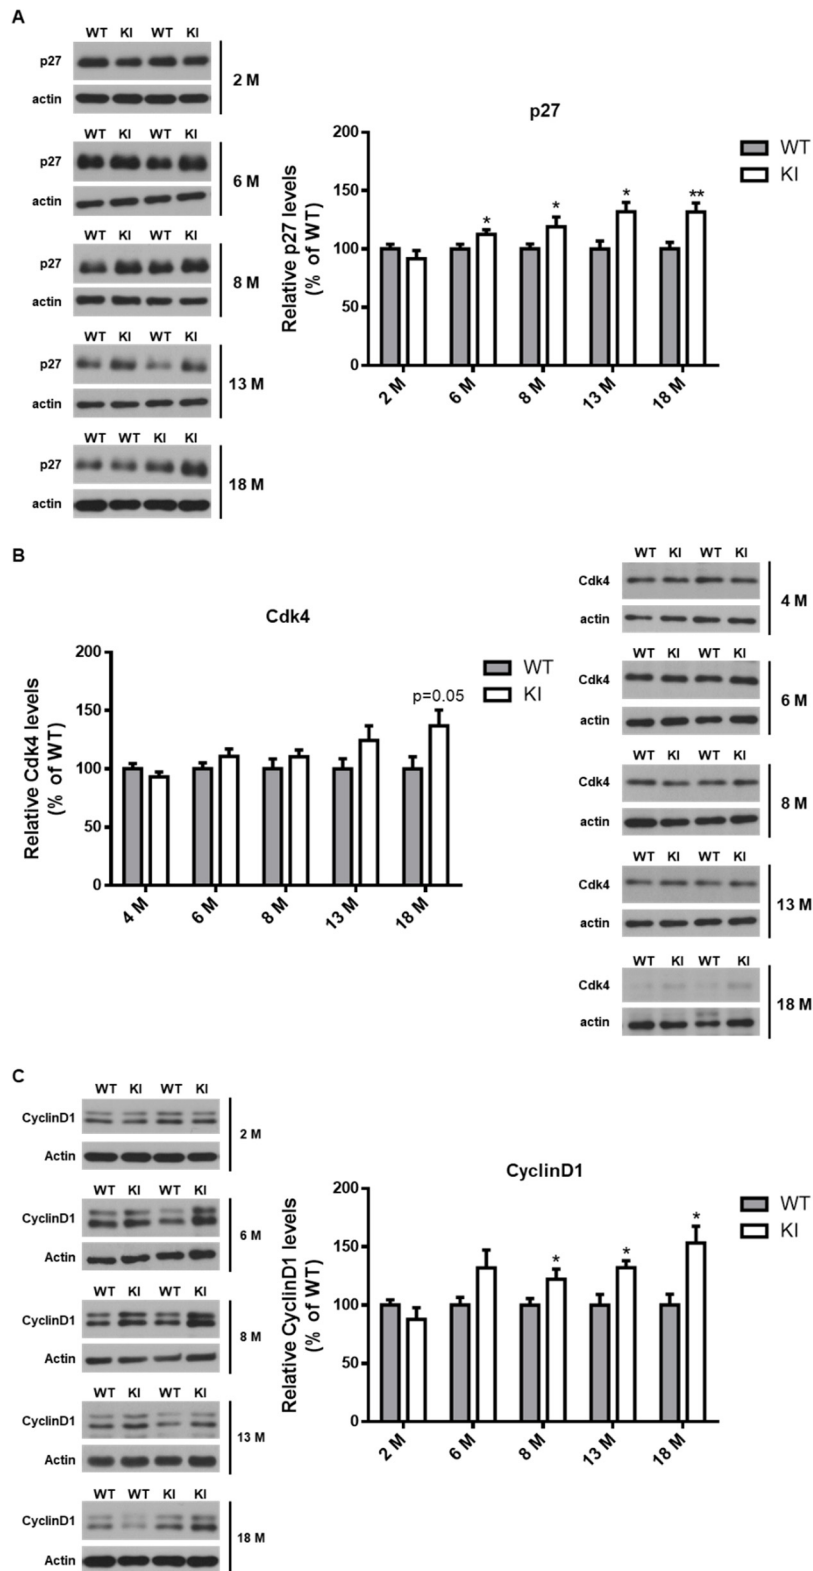 A
WT KI WT KI
p27
actin
2 M
WT KI WT KI
p27
actin
6 M
WT KI WT KI
p27
actin
8 M
WT KI WT KI
p27
actin
13 M
WT WT KI KI
p27
actin
18 M
p27
Relative p27 levels
(% of WT)
200
150
100
50
0
* * * **
2 M 6 M 8 M 13 M 18 M
WT
KI
B
Cdk4
Relative Cdk4 levels
(% of WT)
200
150
100
50
0
p=0.05
4 M 6 M 8 M 13 M 18 M
WT
KI
WT KI WT KI
Cdk4
actin
4 M
WT KI WT KI
Cdk4
actin
6 M
WT KI WT KI
Cdk4
actin
8 M
WT KI WT KI
Cdk4
actin
13 M
WT KI WT KI
Cdk4
actin
18 M
C
WT KI WT KI
CyclinD1
Actin
2 M
WT KI WT KI
CyclinD1
Actin
6 M
WT KI WT KI
CyclinD1
Actin
8 M
WT KI WT KI
CyclinD1
Actin
13 M
WT WT KI KI
CyclinD1
Actin
18 M
CyclinD1
Relative CyclinD1 levels
(% of WT)
200
150
100
50
0
* * *
2 M 6 M 8 M 13 M 18 M
WT
KI